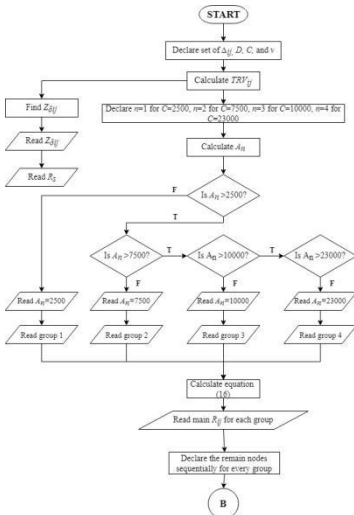 START
Declare set of Δij, D, C, and v
Calculate TRVij
Find Zδij
Declare n=1 for C=2500, n=2 for C=7500, n=3 for C=10000, n=4 for
C=23000
Read Zδij
Calculate An
Read Rs
Is An >2500?
F
T
Is An >7500?
T
Is An >10000?
T
Is An >23000?
F
F
F
Read An=2500
Read An=7500
Read An=10000
Read An=23000
Read group 1
Read group 2
Read group 3
Read group 4
Calculate equation
(16)
Read main Rij for each group
Declare the remain nodes
sequentially for every group
B